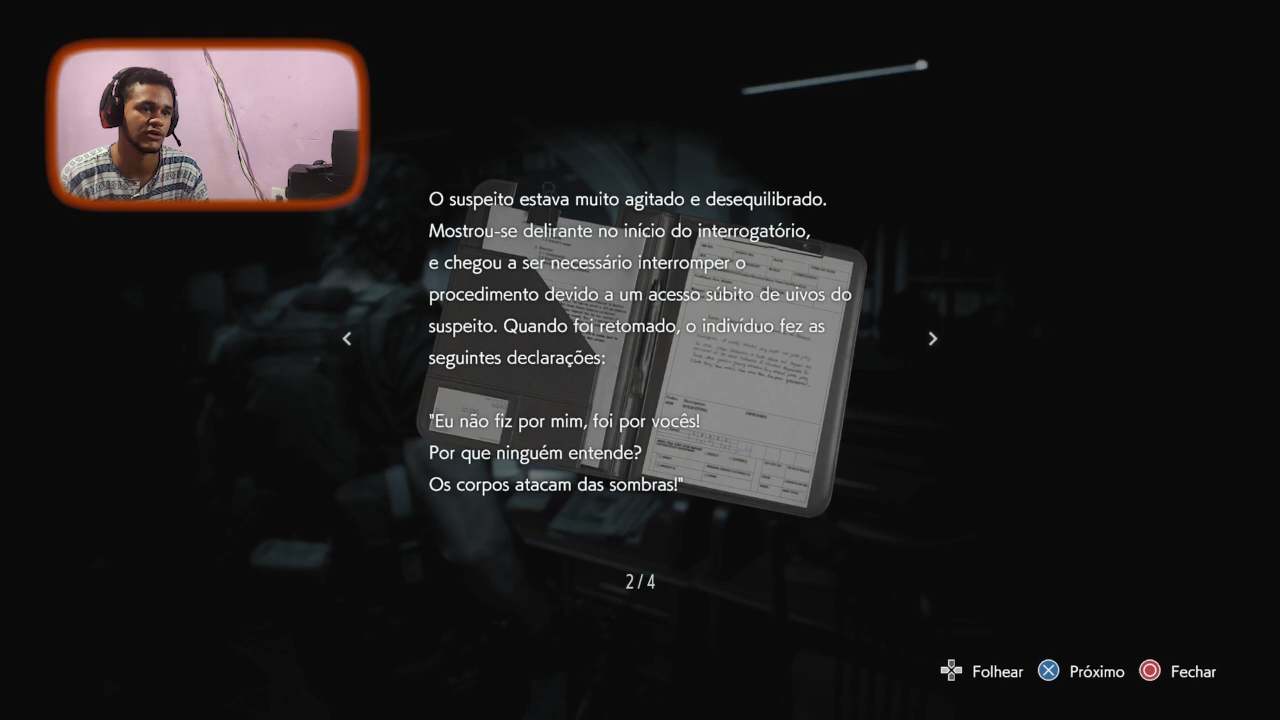 O suspeito estava muito agitado e desequilibrado.
Mostrou-se delirante no início do interrogatório,
e chegou a ser necessário interromper o
procedimento devido a um acesso súbito de uivos do
suspeito. Quando foi retomado, o indivíduo fez as
seguintes declarações:
"Eu não fiz por mim, foi por vocês!
Por que ninguém entende?
Os corpos atacam das sombras!"
2 / 4
Folhear
Próximo
Fechar